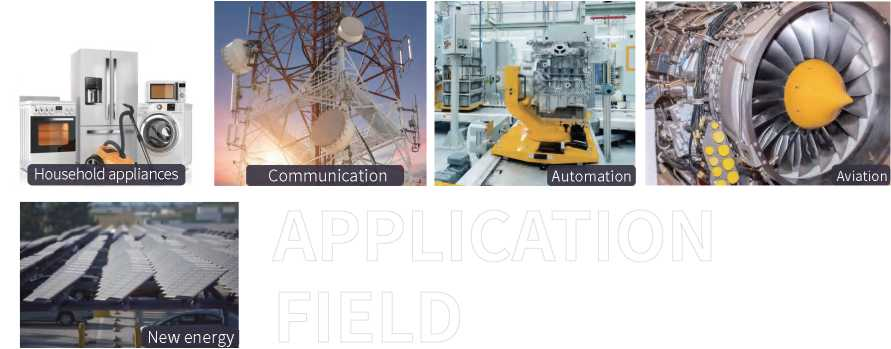 Household appliances
Communication
Automation
Aviation
New energy
APPLICATION
FIELD